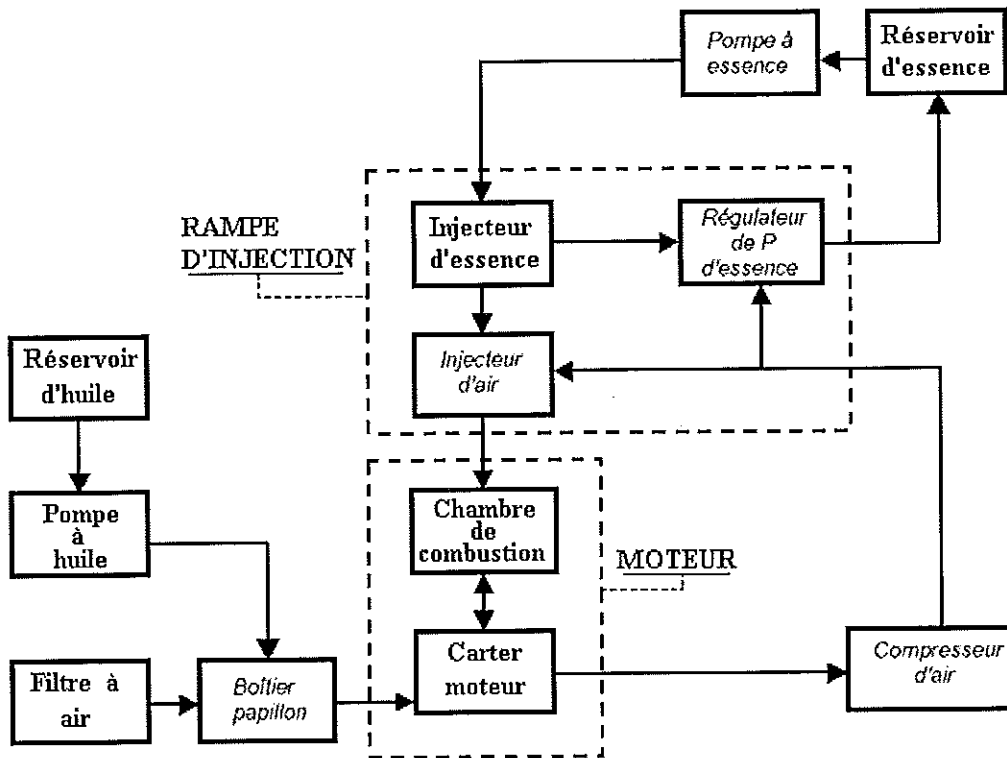 Pompe à
essence
Réservoir
d'essence
RAMPE
D'INJECTION
Injecteur
d'essence
Régulateur
de P
d'essence
Injecteur
d'air
Réservoir
d'huile
Pompe
à
huile
Chambre
de
combustion
MOTEUR
Carter
moteur
Compresseur
d'air
Filtre à
air
Boîtier
papillon